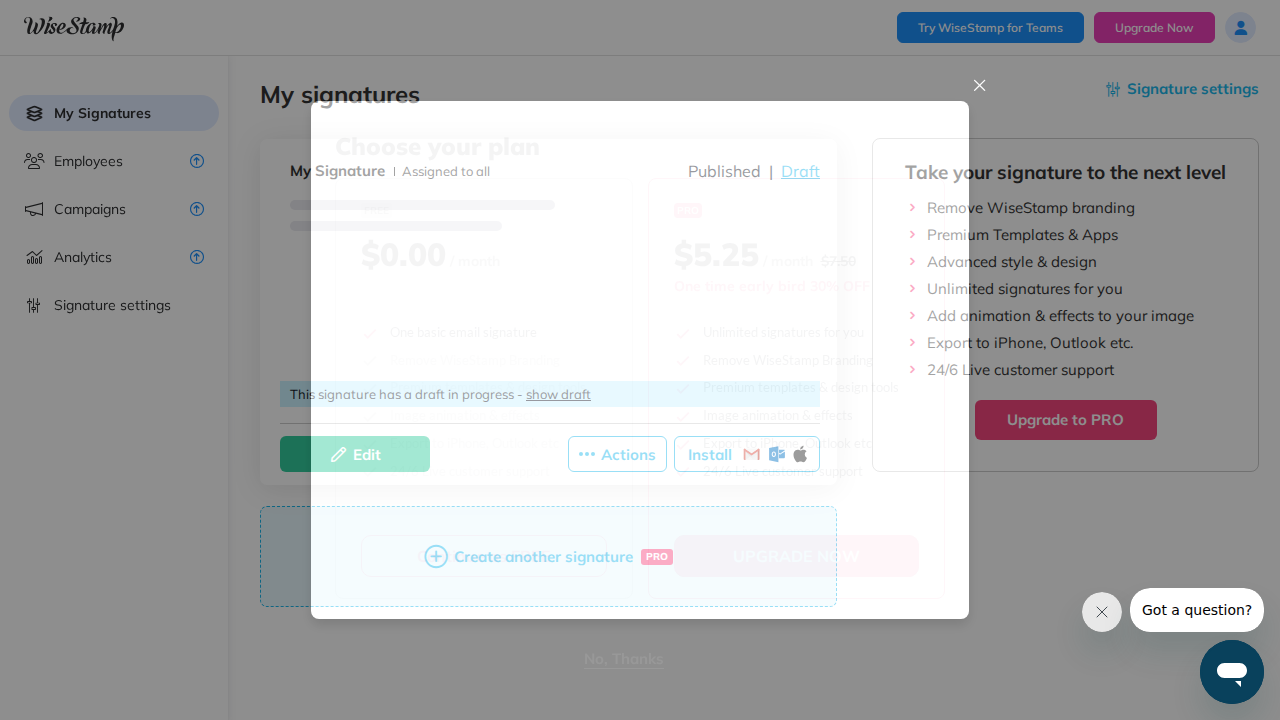 WiseStamp
Try WiseStamp for Teams
Upgrade Now
My Signatures
Employees
Campaigns
Analytics
Signature settings
My signatures
Signature settings
Choose your plan
My Signature | Assigned to all
Published | Draft
$0.00 / month
PRO
$5.25 / month $7.50
One time early bird 30% OFF
One basic email signature
Unlimited signatures for you
Remove WiseStamp Branding
Premium templates & design tools
Image animation & effects
Export to iPhone, Outlook etc.
24/6 Live customer support
This signature has a draft in progress - show draft
Edit
Actions
Install
Create another signature PRO
UPGRADE NOW
No, Thanks
Take your signature to the next level
Remove WiseStamp branding
Premium Templates & Apps
Advanced style & design
Unlimited signatures for you
Add animation & effects to your image
Export to iPhone, Outlook etc.
24/6 Live customer support
Upgrade to PRO
Got a question?